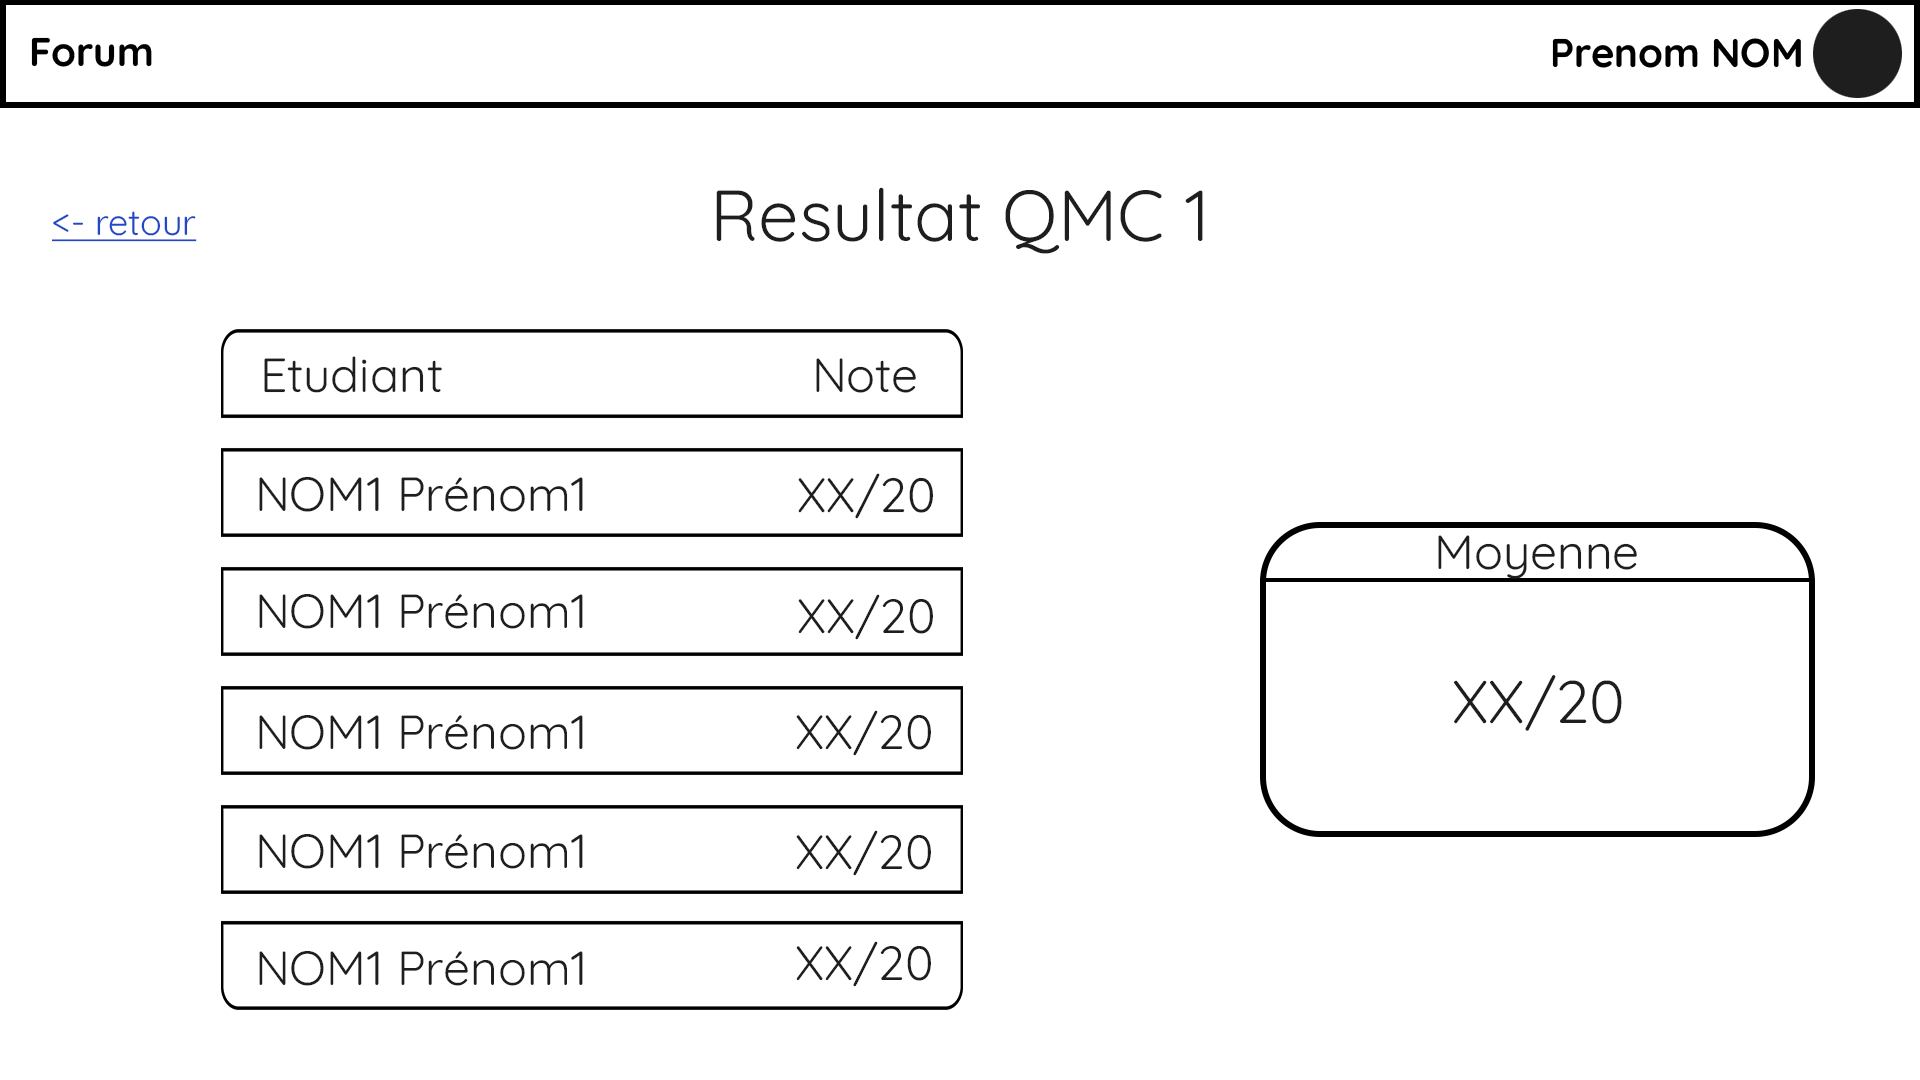 Forum
Prenom NOM
<- retour
Resultat QMC 1
Etudiant Note
NOM1 Prénom1 XX/20
NOM1 Prénom1 XX/20
NOM1 Prénom1 XX/20
NOM1 Prénom1 XX/20
NOM1 Prénom1 XX/20
Moyenne
XX/20